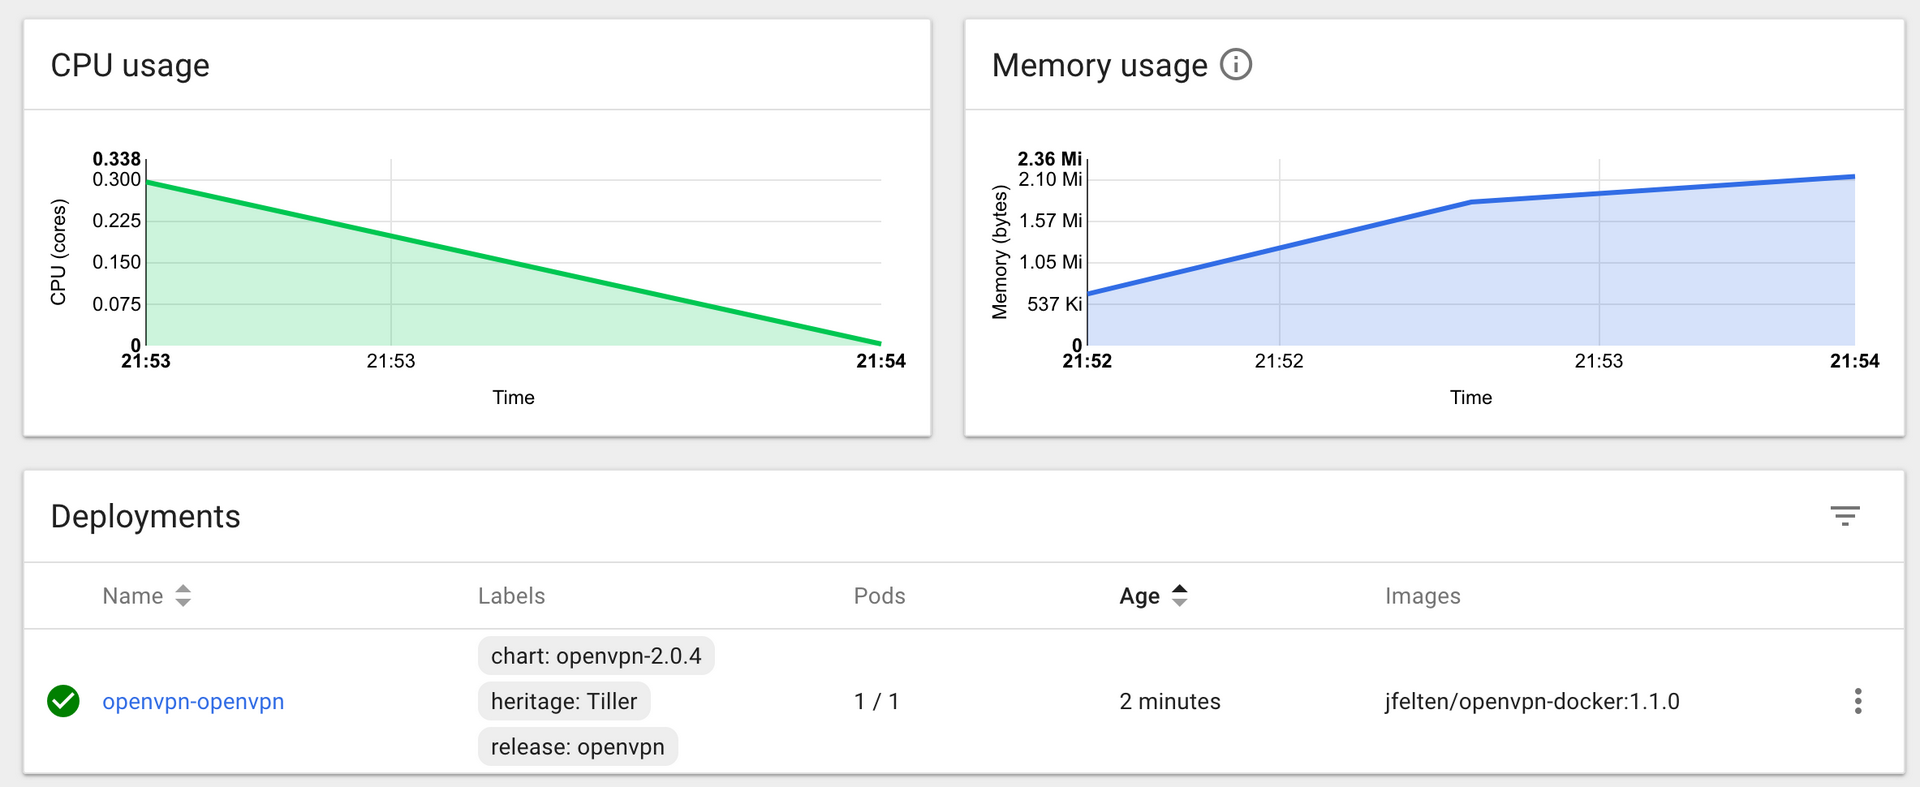 CPU usage
CPU (cores)
0.338
0.300
0.225
0.150
0.075
0
21:53
21:53
21:54
Time
Memory usage
Memory (bytes)
2.36 Mi
2.10 Mi
1.57 Mi
1.05 Mi
537 Ki
0
21:52
21:52
21:53
21:54
Time
Deployments
Name Labels Pods Age Images
openvpn-openvpn
chart: openvpn-2.0.4
heritage: Tiller
release: openvpn
1 / 1
2 minutes
jfelten/openvpn-docker:1.1.0